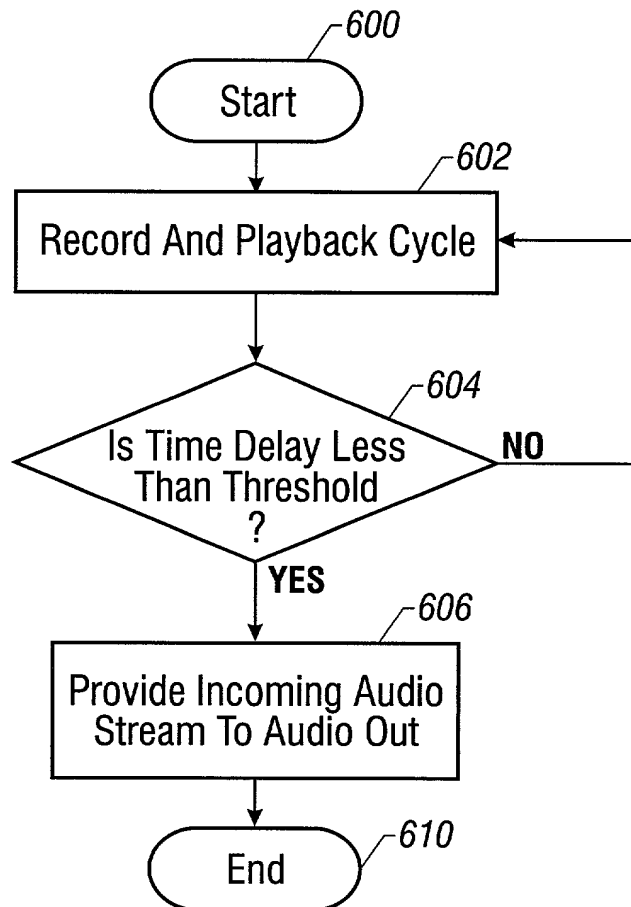 600
Start
602
Record And Playback Cycle
604
Is Time Delay Less
Than Threshold
?
NO
YES
606
Provide Incoming Audio
Stream To Audio Out
End
610